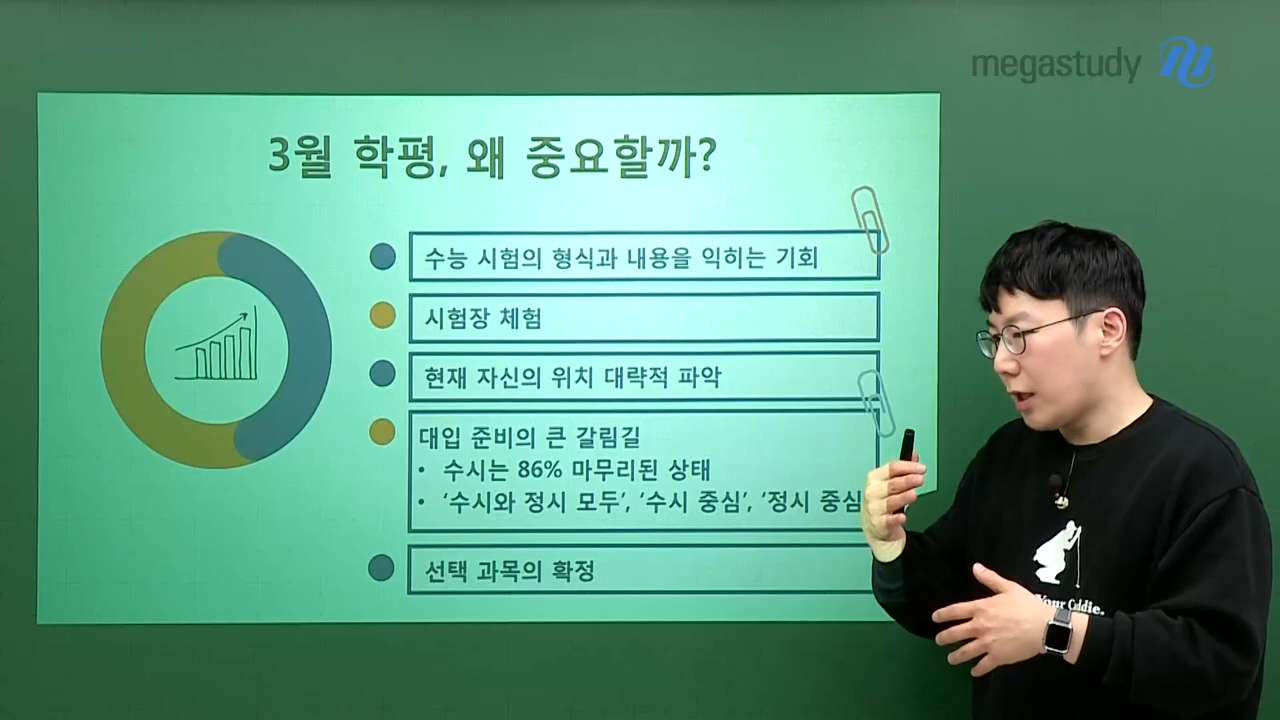 megastudy
3월 학평, 왜 중요할까?
수능 시험의 형식과 내용을 익히는 기회
시험장 체험
현재 자신의 위치 대략적 파악
대입 준비의 큰 갈림길
• 수시는 86% 마무리된 상태
• ‘수시와 정시 모두’, ‘수시 중심’, ‘정시 중심
선택 과목의 확정
Your Caddie.